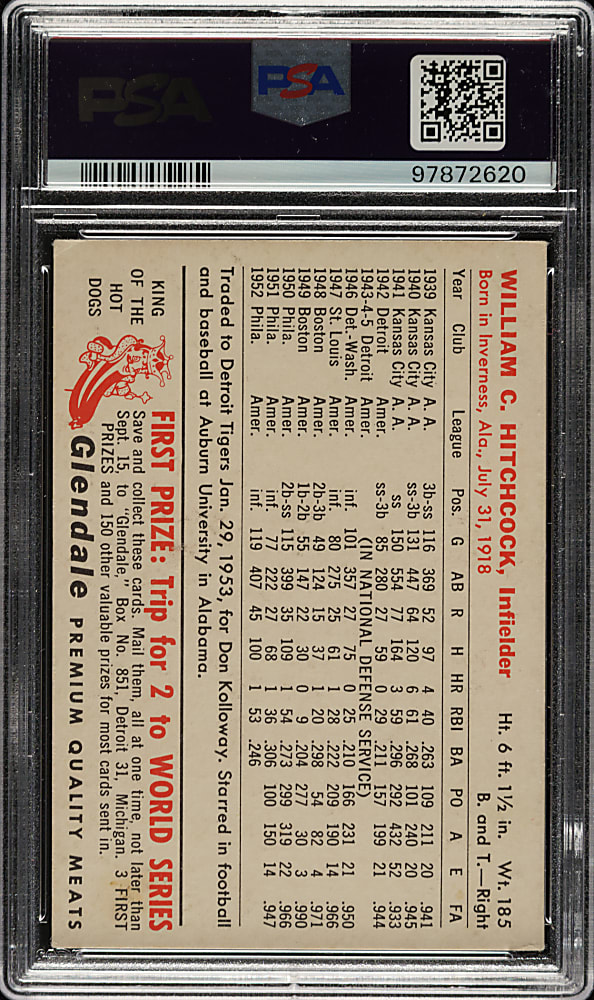 PSA
PSA
97872620
WILLIAM C. HITCHCOCK, Infielder Ht. 6 ft. 1½ in. Wt. 185
Born in Inverness, Ala., July 31, 1918 B. and T.—Right
Year Club League Pos. G AB R H HR RBI BA PO A E FA
1939 Kansas City A. A. 3b-ss 116 369 52 97 4 40 .263 109 211 20 .941
1940 Kansas City A. A. ss-3b 131 447 64 120 6 61 .268 101 240 20 .945
1941 Kansas City A. A. ss 150 554 77 164 3 59 .296 292 432 52 .933
1942 Detroit Amer. ss-3b 85 280 27 59 0 29 .211 157 199 21 .944
1943-4-5 Detroit Amer. (IN NATIONAL DEFENSE SERVICE)
1946 Det.-Wash. Amer. inf. 101 357 27 75 0 25 .210 166 231 21 .950
1947 St. Louis Amer. inf. 80 275 25 61 1 28 .222 209 190 14 .966
1948 Boston Amer. 2b-3b 49 124 15 37 1 20 .298 54 82 4 .971
1949 Boston Amer. 1b-2b 55 147 22 30 0 9 .204 277 30 3 .990
1950 Phila. Amer. 2b-ss 115 399 35 109 1 54 .273 299 319 22 .966
1951 Phila. Amer. inf. 77 222 27 68 1 36 .306 100 150 14 .947
1952 Phila. Amer. inf. 119 407 45 100 1 53 .246
Traded to Detroit Tigers Jan. 29, 1953, for Don Kolloway. Starred in football
and baseball at Auburn University in Alabama.
KING
OF THE
HOT
DOGS
FIRST PRIZE: Trip for 2 to WORLD SERIES
Save and collect these cards. Mail them, all at one time, not later than
Sept. 15, to "Glendale," Box No. 851, Detroit 31, Michigan. 3 FIRST
PRIZES and 150 other valuable prizes for most cards sent in.
Glendale PREMIUM QUALITY MEATS